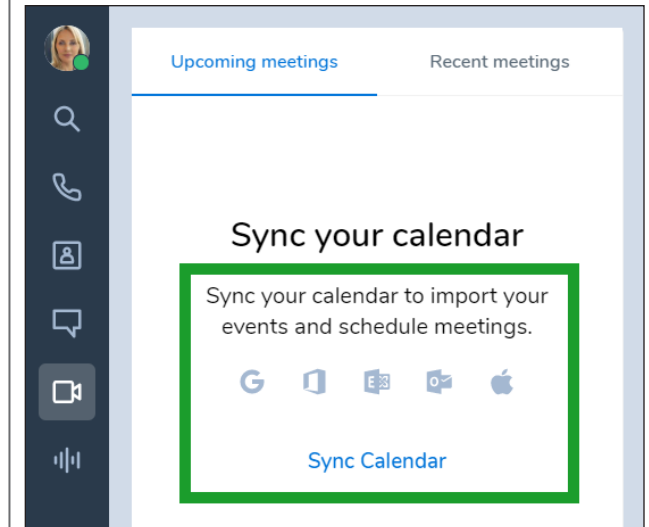 Upcoming meetings
Recent meetings
Sync your calendar
Sync your calendar to import your
events and schedule meetings.
Sync Calendar